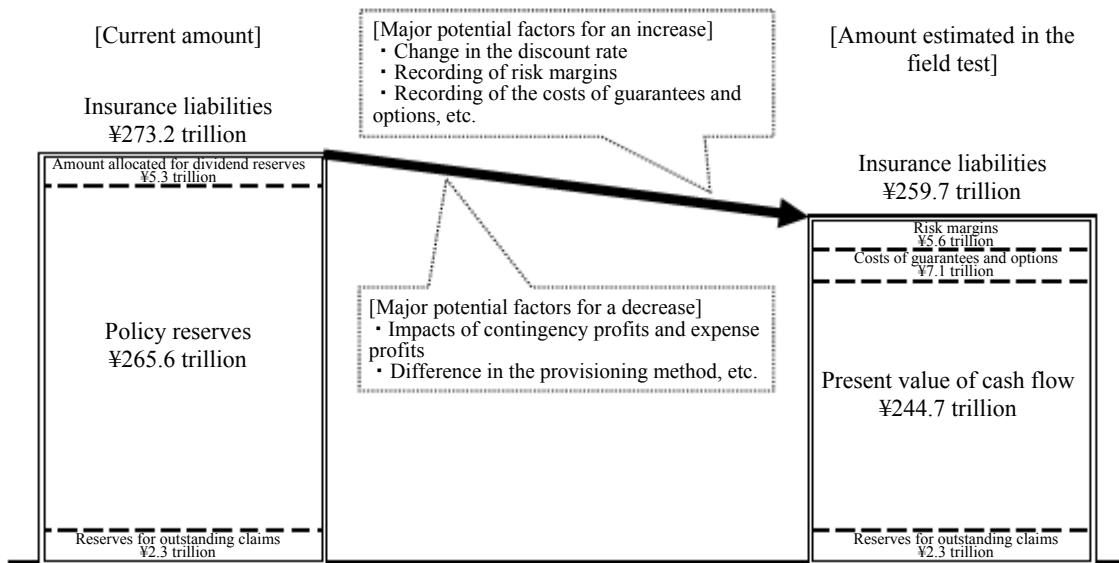 [Current amount]
Insurance liabilities
¥273.2 trillion
Amount allocated for dividend reserves
¥5.3 trillion
Policy reserves
¥265.6 trillion
Reserves for outstanding claims
¥2.3 trillion
[Major potential factors for an increase]
・Change in the discount rate
・Recording of risk margins
・Recording of the costs of guarantees and
options, etc.
[Major potential factors for a decrease]
・Impacts of contingency profits and expense
profits
・Difference in the provisioning method, etc.
[Amount estimated in the
field test]
Insurance liabilities
¥259.7 trillion
Risk margins
¥5.6 trillion
Costs of guarantees and options
¥7.1 trillion
Present value of cash flow
¥244.7 trillion
Reserves for outstanding claims
¥2.3 trillion